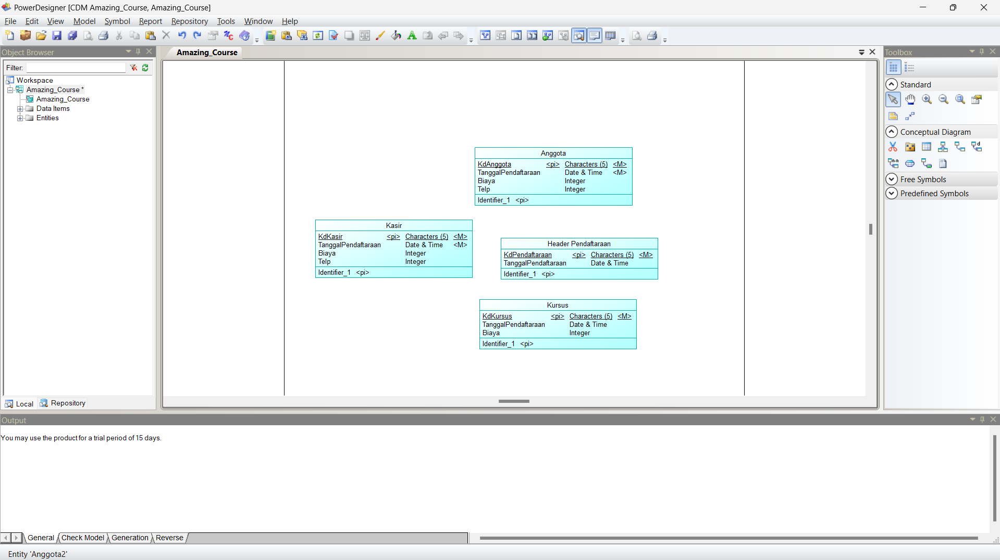 PowerDesigner [CDM Amazing_Course, Amazing_Course]
File Edit View Model Symbol Report Repository Tools Window Help
Object Browser
Filter:
Workspace
Amazing_Course *
Amazing_Course
Data Items
Entities
Local Repository
Amazing_Course
Anggota
KdAnggota <pi> Characters (5) <M>
TanggalPendaftaraan Date & Time <M>
Biaya Integer
Telp Integer
Identifier_1 <pi>
Kasir
KdKasir <pi> Characters (5) <M>
TanggalPendaftaraan Date & Time <M>
Biaya Integer
Telp Integer
Identifier_1 <pi>
Header Pendaftaraan
KdPendaftaraan <pi> Characters (5) <M>
TanggalPendaftaraan Date & Time
Identifier_1 <pi>
Kursus
KdKursus <pi> Characters (5) <M>
TanggalPendaftaraan Date & Time
Biaya Integer
Identifier_1 <pi>
Toolbox
Standard
Conceptual Diagram
Free Symbols
Predefined Symbols
Output
You may use the product for a trial period of 15 days.
General Check Model Generation Reverse
Entity 'Anggota2'